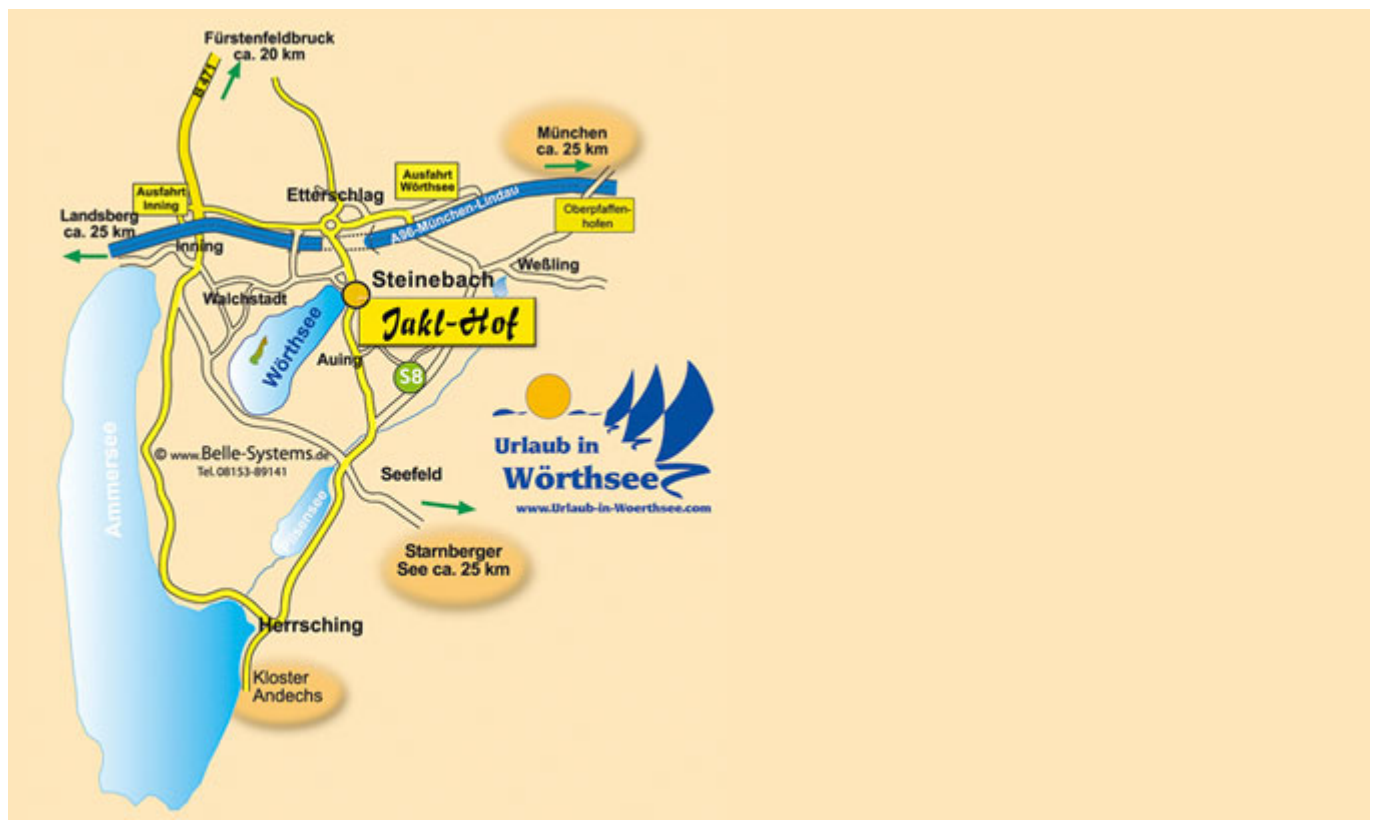 Fürstenfeldbruck
ca. 20 km
B 471
München
ca. 25 km
Ausfahrt
Wörthsee
Ausfahrt
Inning
Etterschlag
A96-München-Lindau
Landsberg
ca. 25 km
Oberpfaffen-
hofen
Inning
Weßling
Steinebach
Walchstadt
Jakl-Hof
Wörthsee
Auing
S8
Ammersee
Urlaub in
Wörthsee
www.Urlaub-in-Woerthsee.com
© www.Belle-Systems.de
Tel. 08153-89141
Seefeld
Pilsensee
Starnberger
See ca. 25 km
Herrsching
Kloster
Andechs